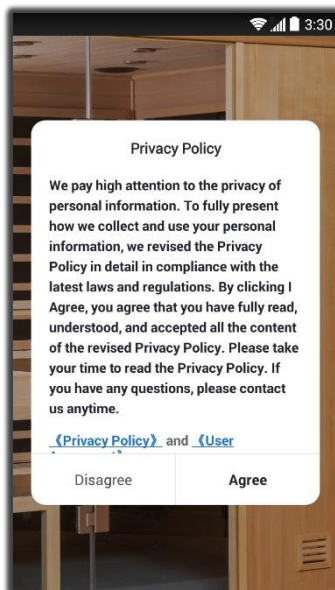 3:30
Privacy Policy
We pay high attention to the privacy of
personal information. To fully present
how we collect and use your personal
information, we revised the Privacy
Policy in detail in compliance with the
latest laws and regulations. By clicking I
Agree, you agree that you have fully read,
understood, and accepted all the content
of the revised Privacy Policy. Please take
your time to read the Privacy Policy. If
you have any questions, please contact
us anytime.
《Privacy Policy》 and 《User
Disagree
Agree